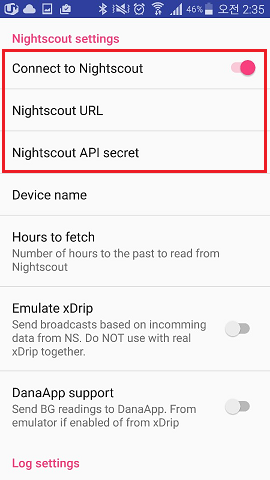 46% 오전 2:35
Nightscout settings
Connect to Nightscout
Nightscout URL
Nightscout API secret
Device name
Hours to fetch
Number of hours to the past to read from
Nightscout
Emulate xDrip
Send broadcasts based on incomming
data from NS. Do NOT use with real
xDrip together.
DanaApp support
Send BG readings to DanaApp. From
emulator if enabled of from xDrip
Log settings